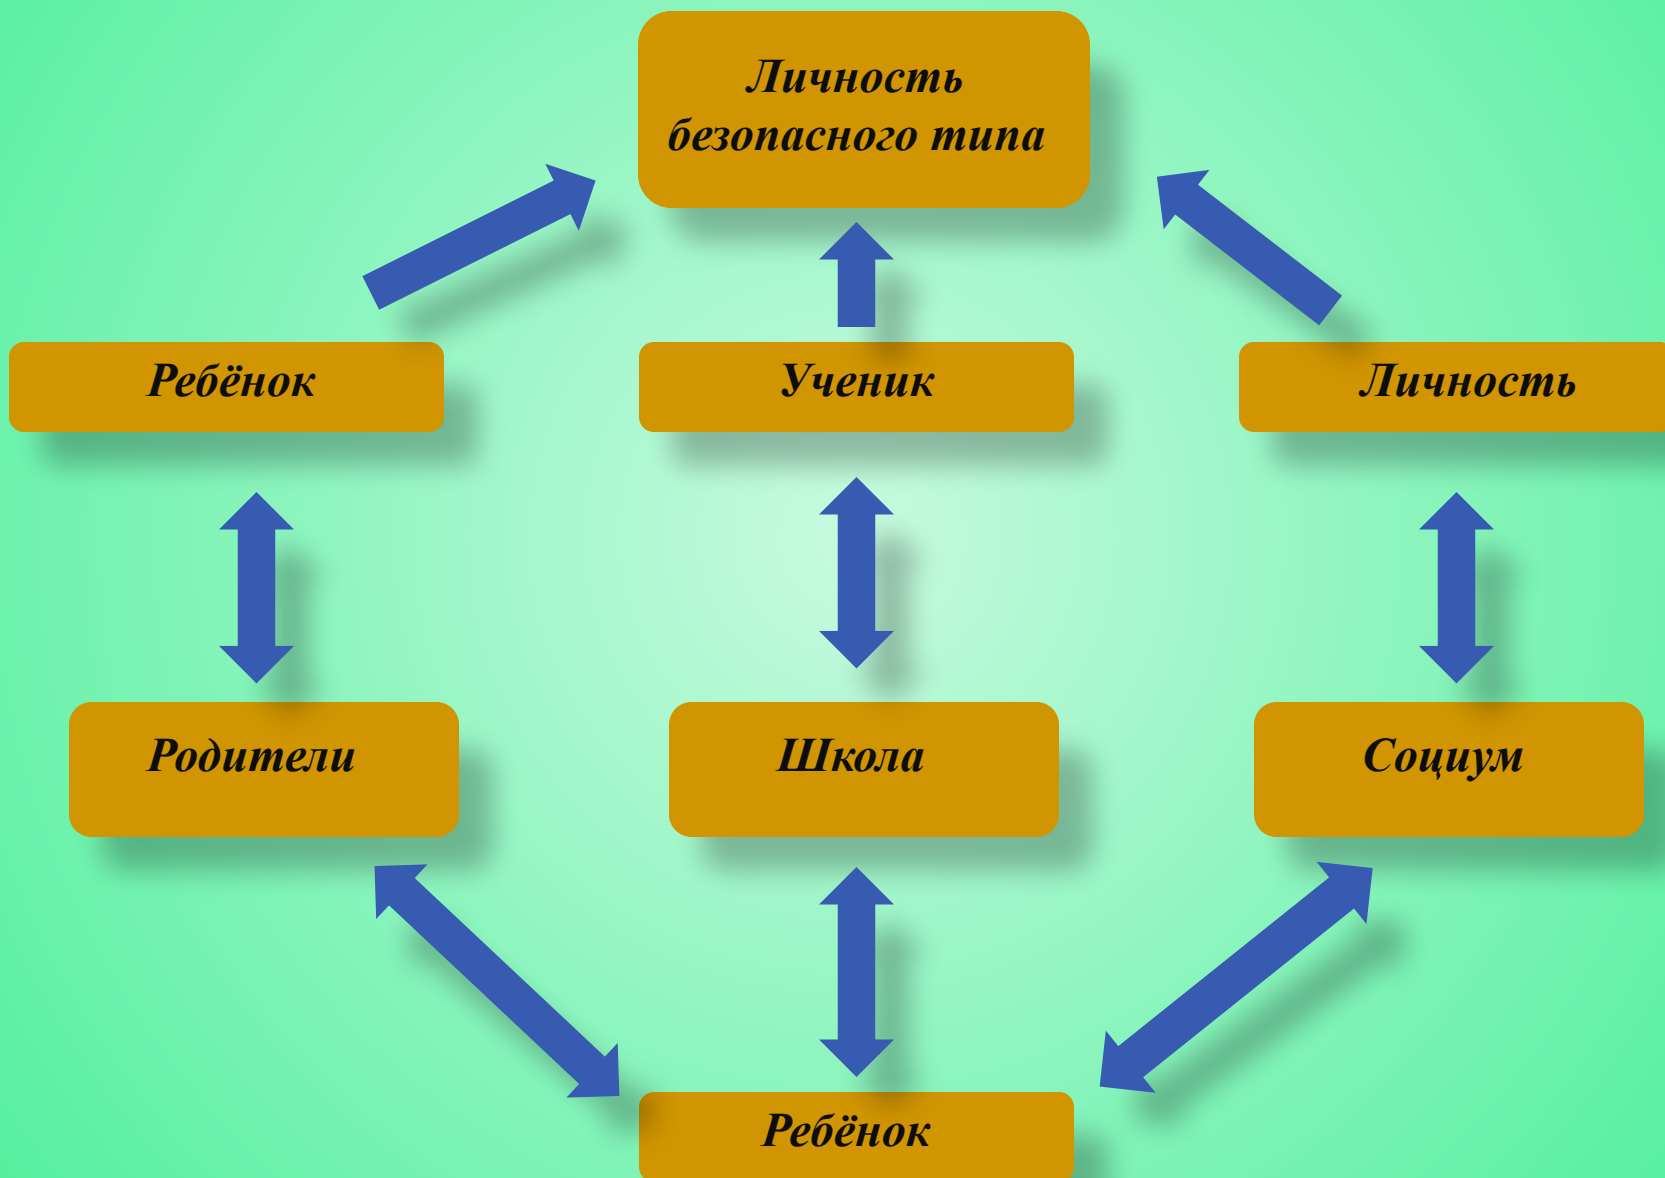 Личность
безопасного типа
Ребёнок
Ученик
Личность
Родители
Школа
Социум
Ребёнок